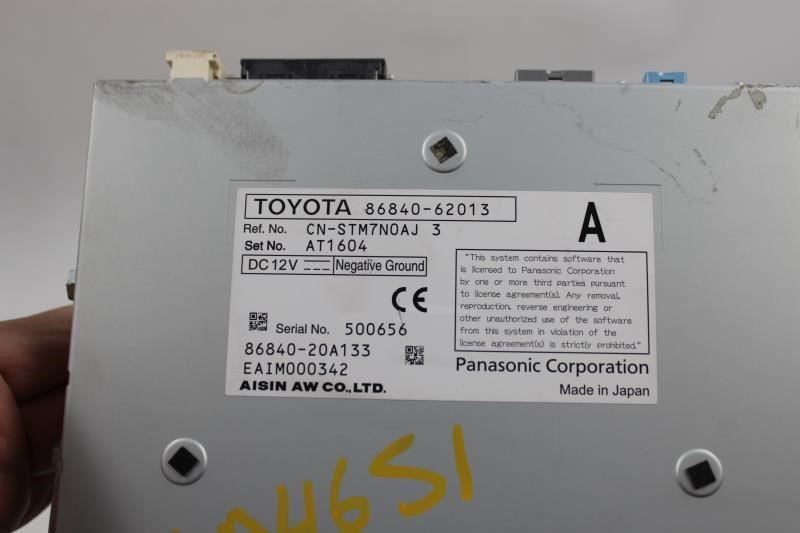 TOYOTA 86840-62013
A
Ref. No. CN-STM7N0AJ 3
Set No. AT1604
DC 12V Negative Ground
CE
Serial No. 500656
86840-20A133
EAIM000342
AISIN AW CO., LTD.
"This system contains software that
is licensed to Panasonic Corporation
by one or more third parties pursuant
to license agreement(s). Any removal,
reproduction, reverse engineering or
other unauthorized use of the software
from this system in violation of the
license agreement(s) is strictly prohibited."
Panasonic Corporation
Made in Japan